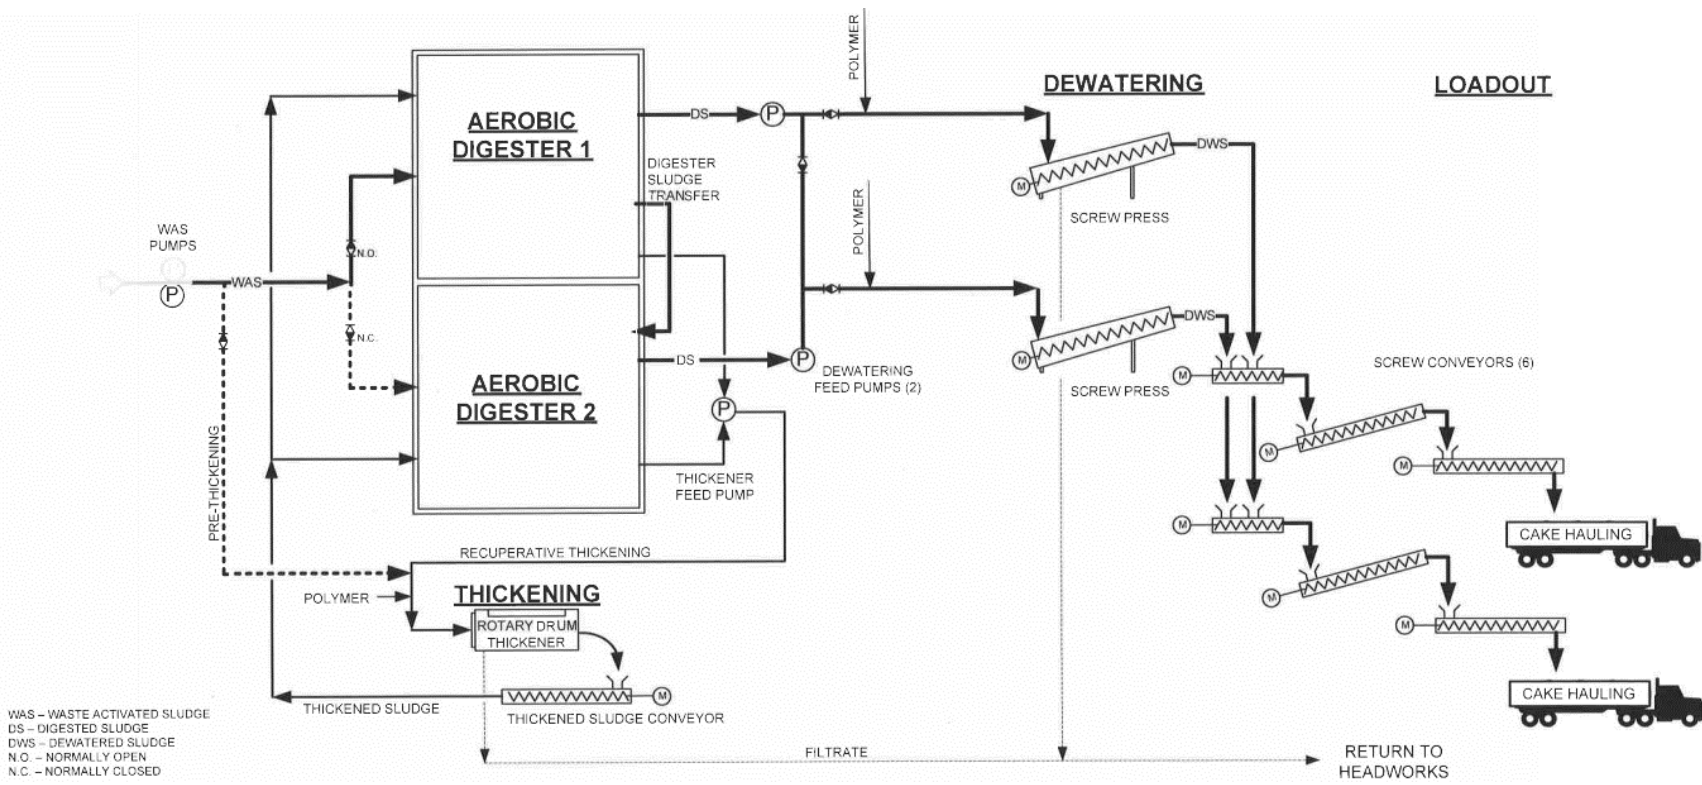 POLYMER
DEWATERING
LOADOUT
AEROBIC
DIGESTER 1
DS
P
DIGESTER
SLUDGE
TRANSFER
DWS
M
SCREW PRESS
POLYMER
WAS
PUMPS
P
WAS
N.O.
N.C.
AEROBIC
DIGESTER 2
DS
P
DEWATERING
FEED PUMPS (2)
DWS
M
SCREW PRESS
SCREW CONVEYORS (6)
M
M
M
P
THICKENER
FEED PUMP
PRE-THICKENING
M
M
M
CAKE HAULING
CAKE HAULING
RECUPERATIVE THICKENING
POLYMER
THICKENING
ROTARY DRUM
THICKENER
M
THICKENED SLUDGE
THICKENED SLUDGE CONVEYOR
WAS – WASTE ACTIVATED SLUDGE
DS – DIGESTED SLUDGE
DWS – DEWATERED SLUDGE
N.O. – NORMALLY OPEN
N.C. – NORMALLY CLOSED
FILTRATE
RETURN TO
HEADWORKS